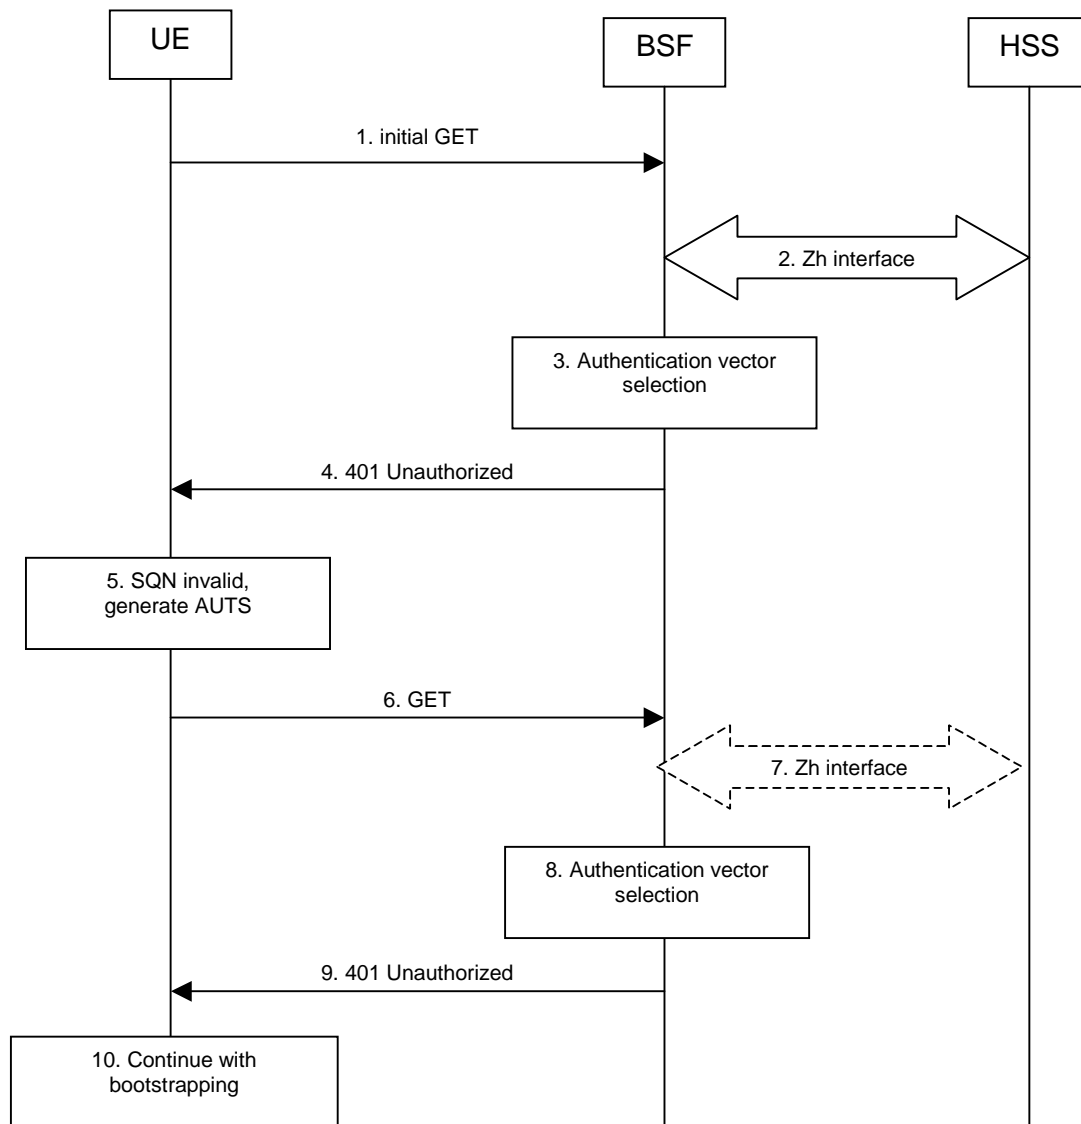 UE
BSF
HSS
1. initial GET
2. Zh interface
3. Authentication vector
selection
4. 401 Unauthorized
5. SQN invalid,
generate AUTS
6. GET
7. Zh interface
8. Authentication vector
selection
9. 401 Unauthorized
10. Continue with
bootstrapping